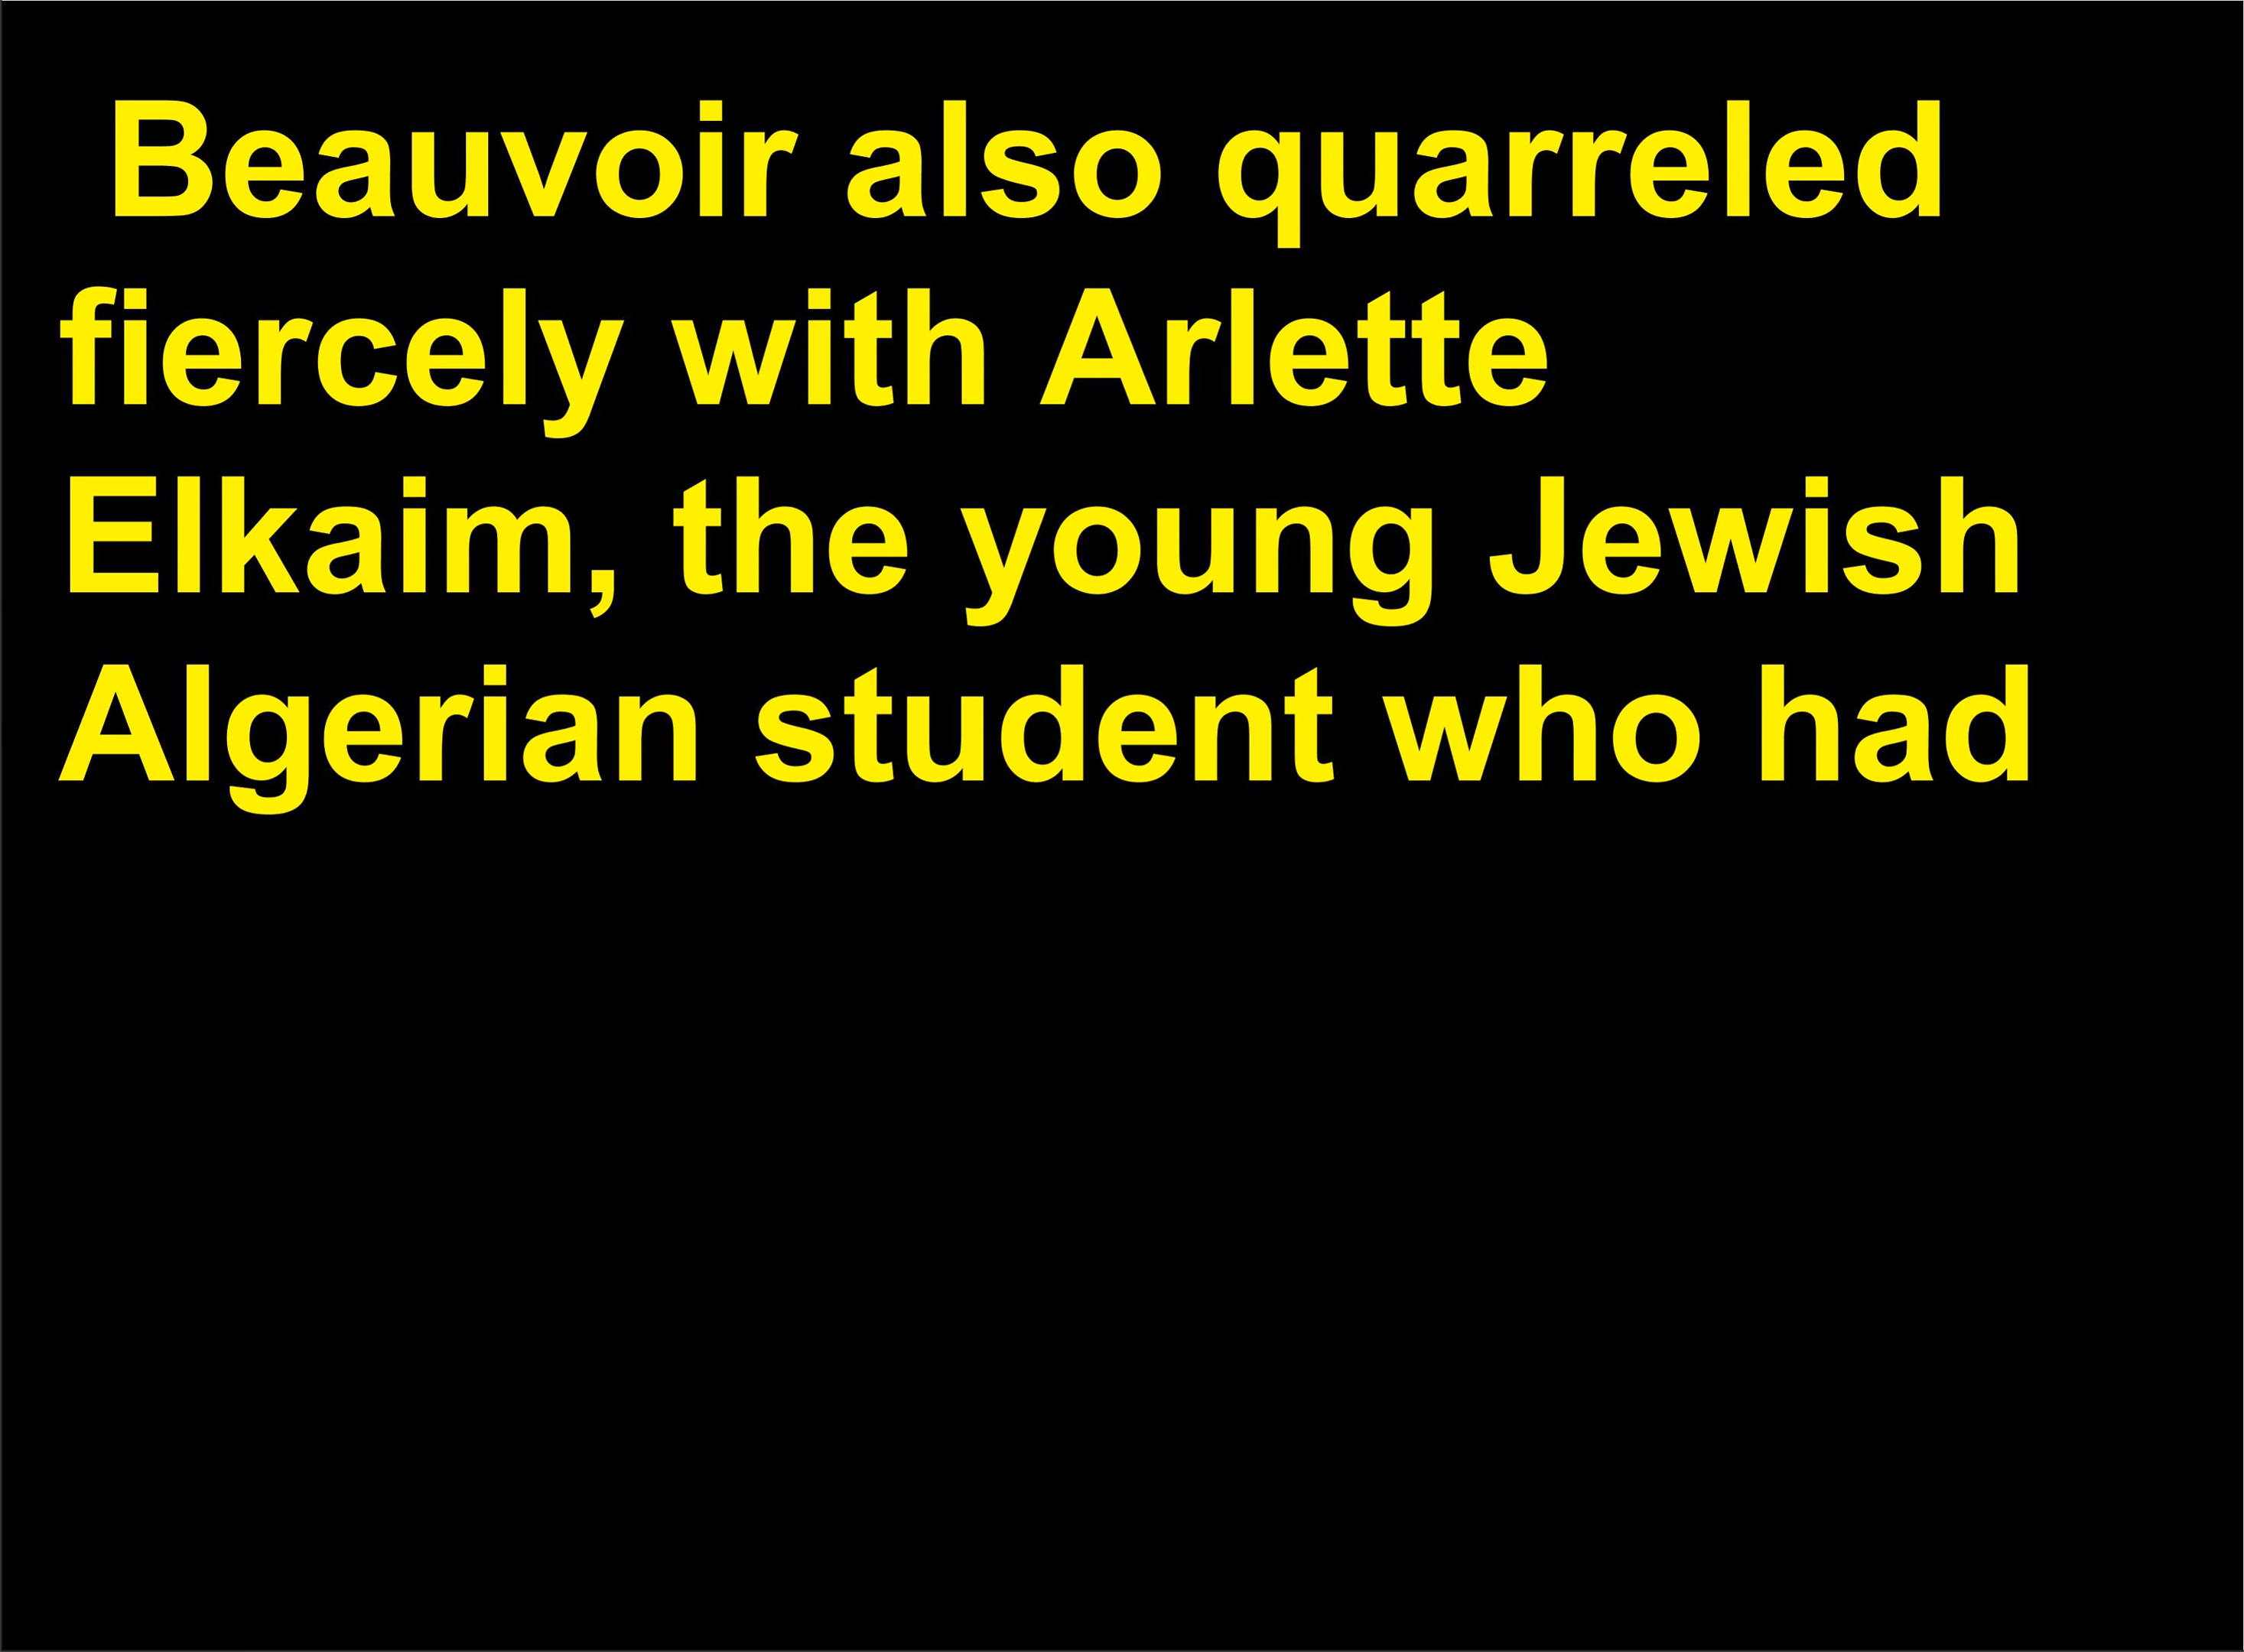 Beauvoir also quarreled
fiercely with Arlette
Elkaim, the young Jewish
Algerian student who had